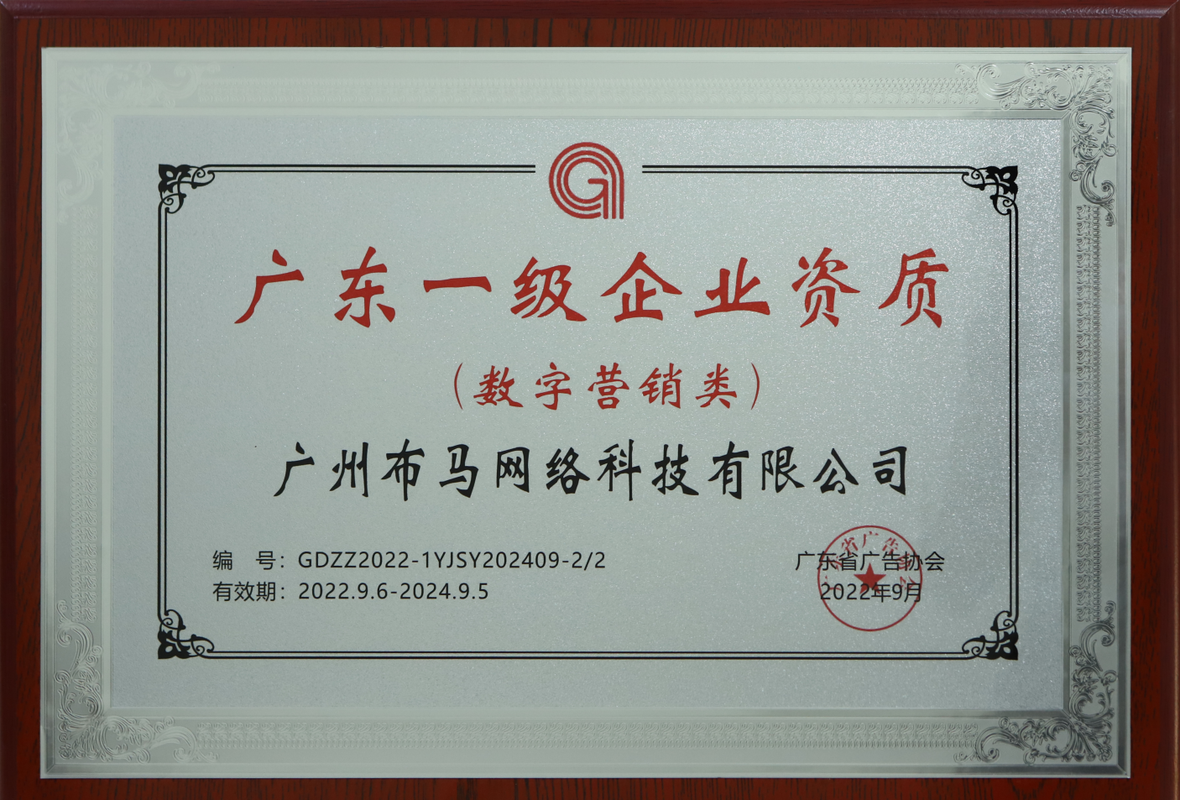 广东一级企业资质
（数字营销类）
广州布马网络科技有限公司
编 号：GDZZ2022-1YJSY202409-2/2
有效期：2022.9.6-2024.9.5
广东省广告协会
2022年9月